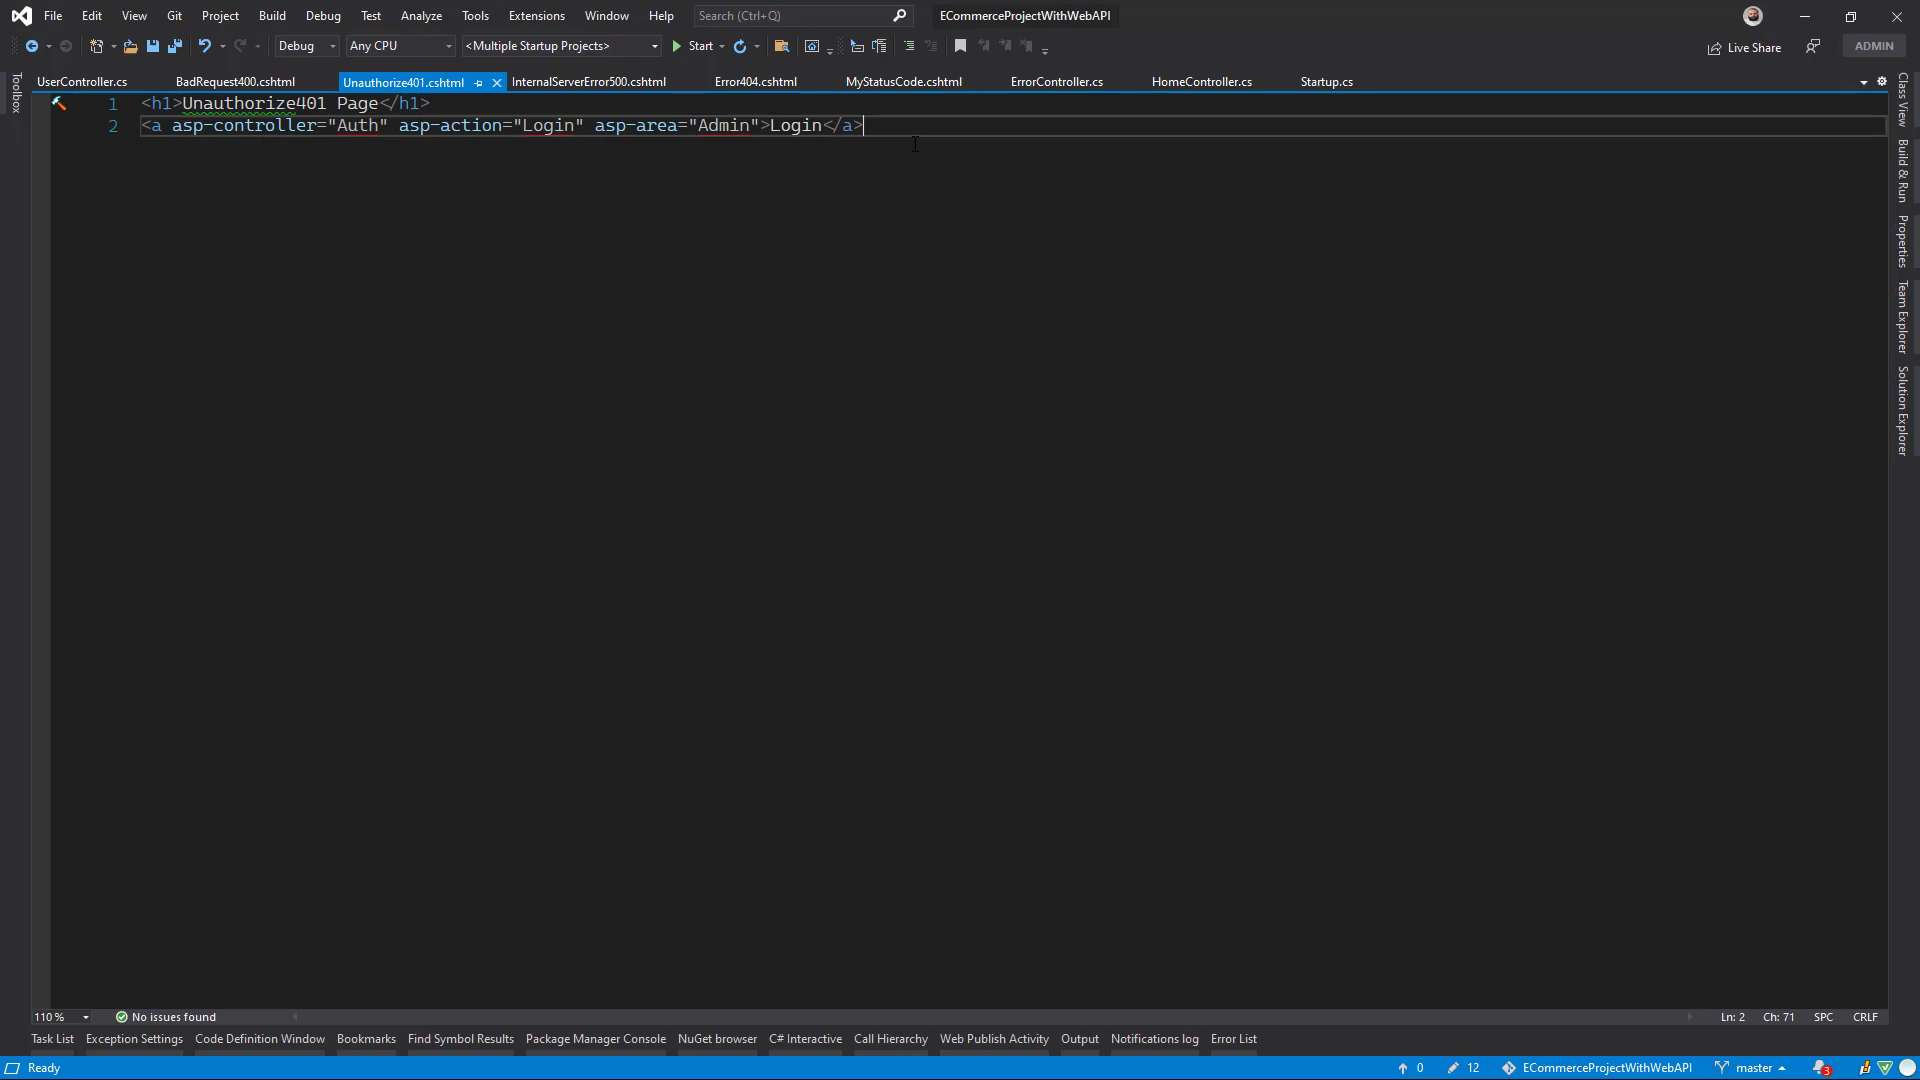 File Edit View Git Project Build Debug Test Analyze Tools Extensions Window Help Search (Ctrl+Q) ECommerceProjectWithWebAPI
Debug Any CPU <Multiple Startup Projects> Start Live Share ADMIN
UserController.cs BadRequest400.cshtml Unauthorize401.cshtml InternalServerError500.cshtml Error404.cshtml MyStatusCode.cshtml ErrorController.cs HomeController.cs Startup.cs
Toolbox
1 <h1>Unauthorize401 Page</h1>
2 <a asp-controller="Auth" asp-action="Login" asp-area="Admin">Login</a>
Class View
Build & Run
Properties
Team Explorer
Solution Explorer
110 % No issues found Ln: 2 Ch: 71 SPC CRLF
Task List Exception Settings Code Definition Window Bookmarks Find Symbol Results Package Manager Console NuGet browser C# Interactive Call Hierarchy Web Publish Activity Output Notifications log Error List
Ready 0 12 ECommerceProjectWithWebAPI master 3